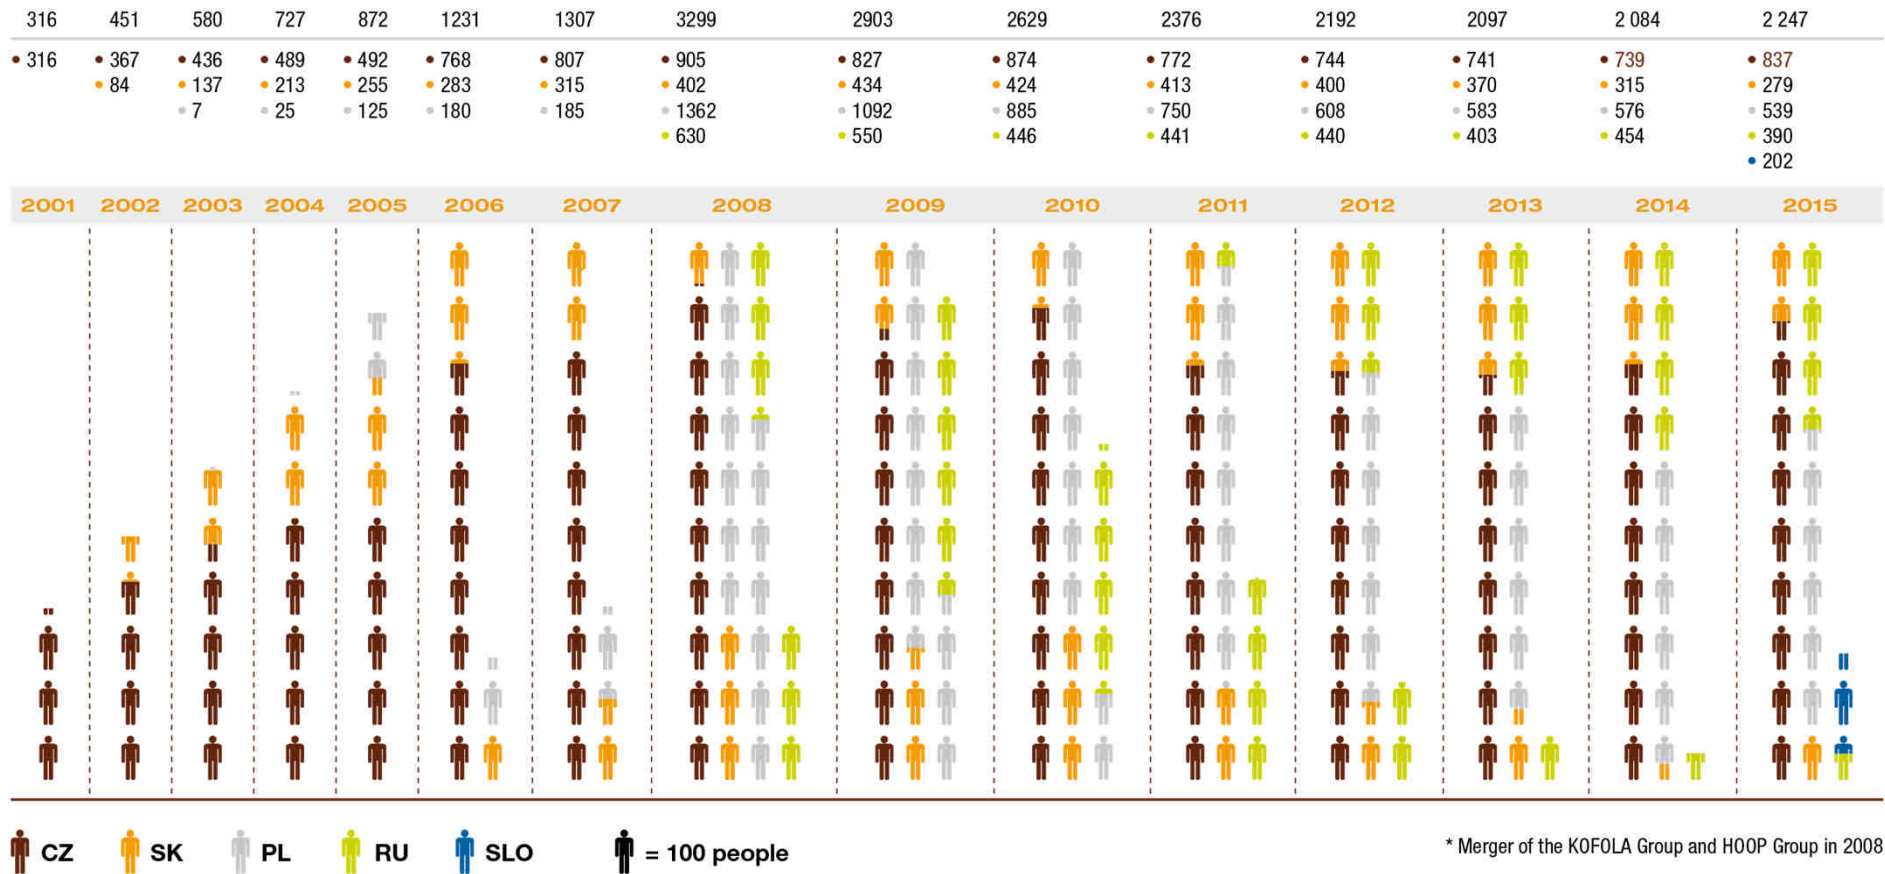 316 451 580 727 872 1231 1307 3299 2903 2629 2376 2192 2097 2 084 2 247
• 316 • 367 • 436 • 489 • 492 • 768 • 807 • 905 • 827 • 874 • 772 • 744 • 741 • 739 • 837
• 84 • 137 • 213 • 255 • 283 • 315 • 402 • 434 • 424 • 413 • 400 • 370 • 315 • 279
• 7 • 25 • 125 • 180 • 185 • 1362 • 1092 • 885 • 750 • 608 • 583 • 576 • 539
• 630 • 550 • 446 • 441 • 440 • 403 • 454 • 390
• 202
2001 2002 2003 2004 2005 2006 2007 2008 2009 2010 2011 2012 2013 2014 2015
CZ SK PL RU SLO = 100 people
* Merger of the KOFOLA Group and HOOP Group in 2008